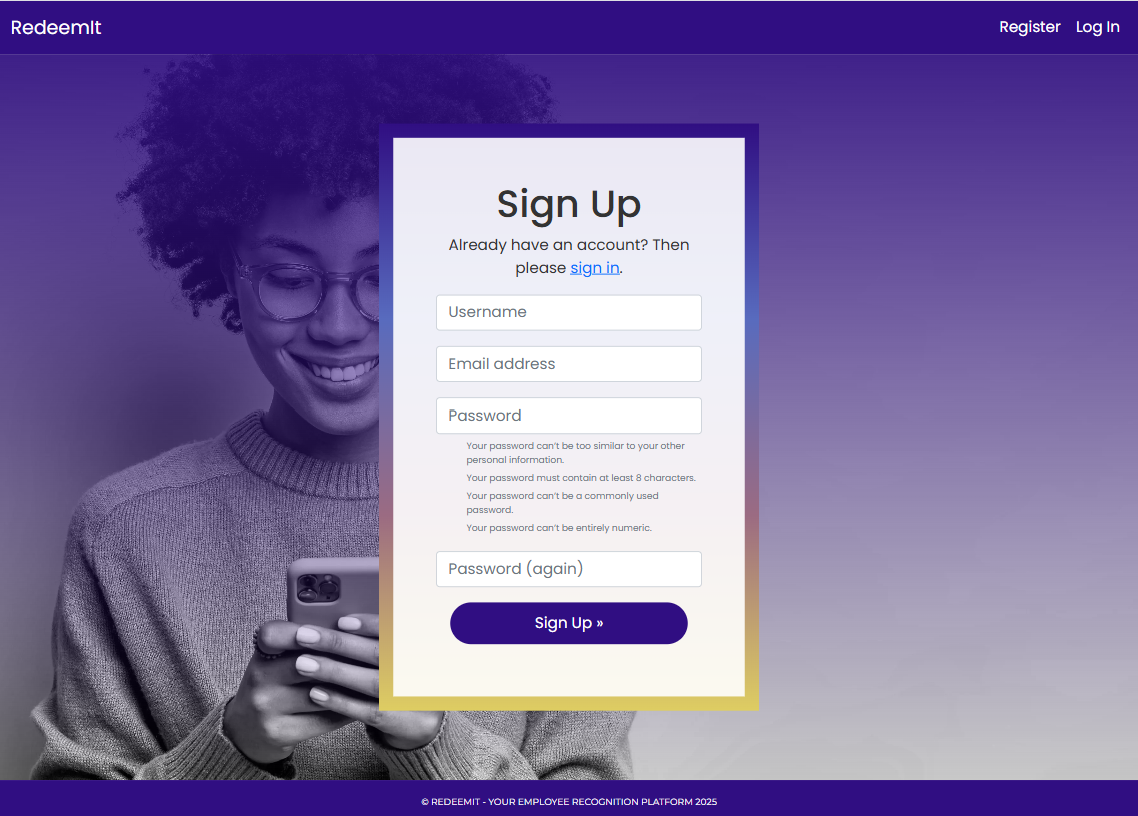 RedeemIt
Register
Log In
Sign Up
Already have an account? Then
please sign in.
Username
Email address
Password
Your password can’t be too similar to your other
personal information.
Your password must contain at least 8 characters.
Your password can’t be a commonly used
password.
Your password can’t be entirely numeric.
Password (again)
Sign Up »
© REDEEMIT - YOUR EMPLOYEE RECOGNITION PLATFORM 2025